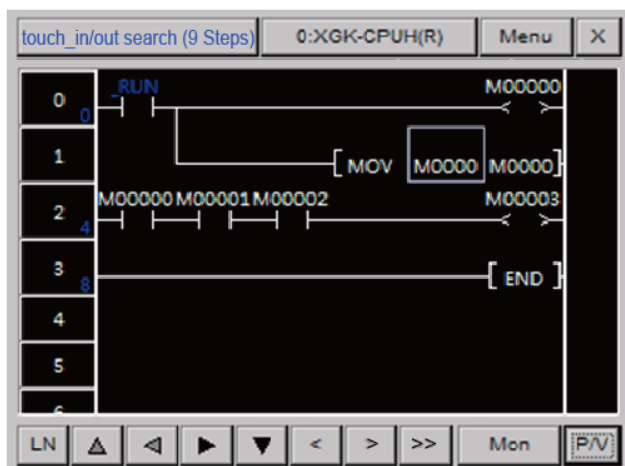 touch_in/out search (9 Steps) 0:XGK-CPUH(R) Menu X
0 0 _RUN M00000
1 MOV M0000 M0000
2 4 M00000 M00001 M00002 M00003
3 8 END
4
5
LN < > >> Mon P/V